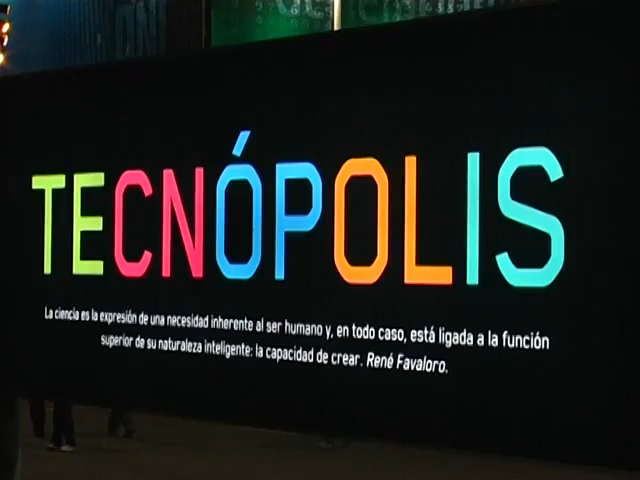 TECNÓPOLIS
La ciencia es la expresión de una necesidad inherente al ser humano y, en todo caso, está ligada a la función
superior de su naturaleza inteligente: la capacidad de crear. René Favaloro.